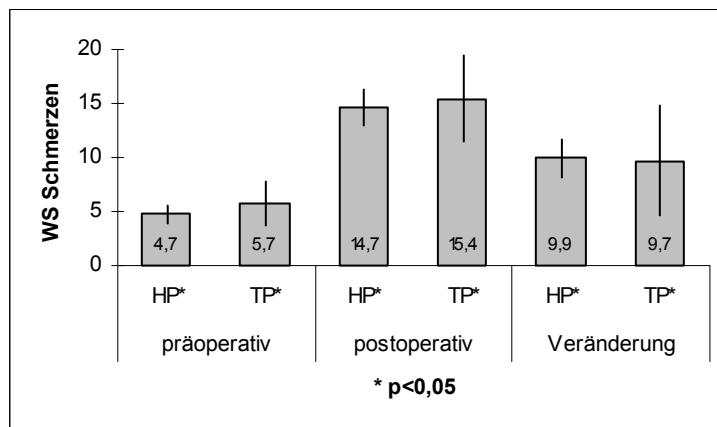 WS Schmerzen
20
15
10
5
0
4,7
5,7
14,7
15,4
9,9
9,7
HP*
TP*
HP*
TP*
HP*
TP*
präoperativ
postoperativ
Veränderung
* p<0,05